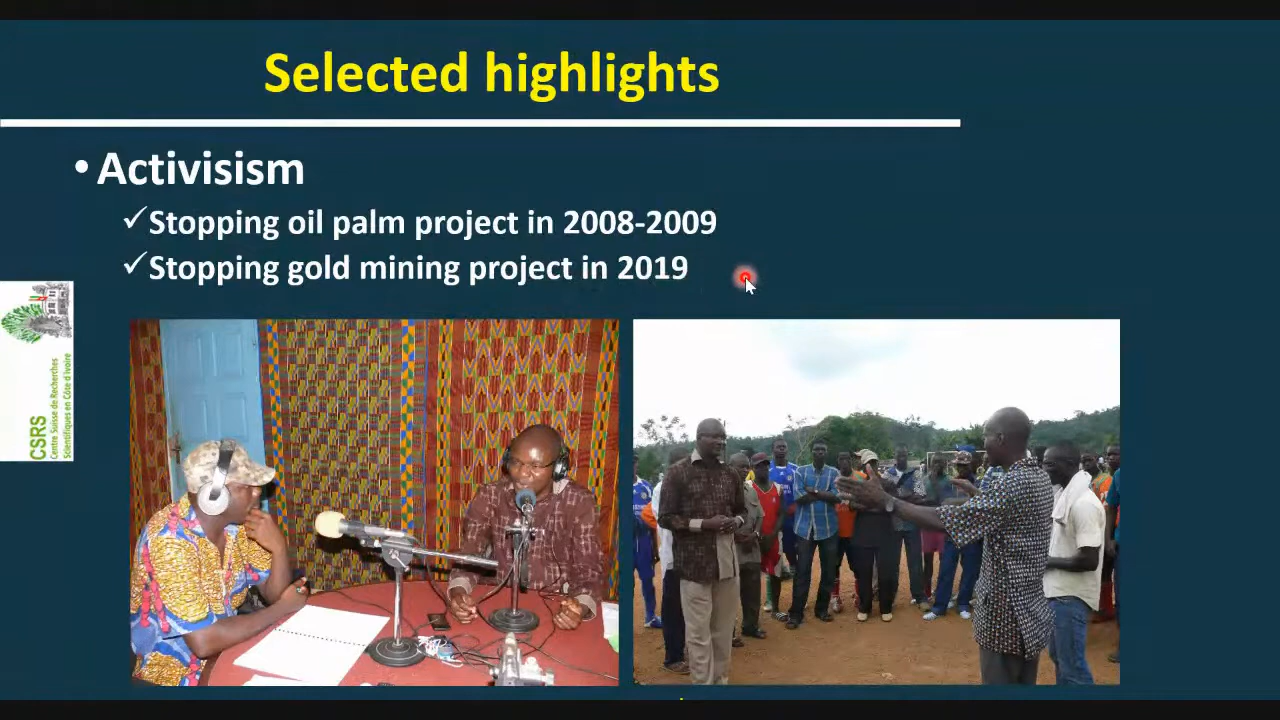 Selected highlights
• Activisism
✓Stopping oil palm project in 2008-2009
✓Stopping gold mining project in 2019
CSRS
Centre Suisse de Recherches
Scientifiques en Côte d'Ivoire